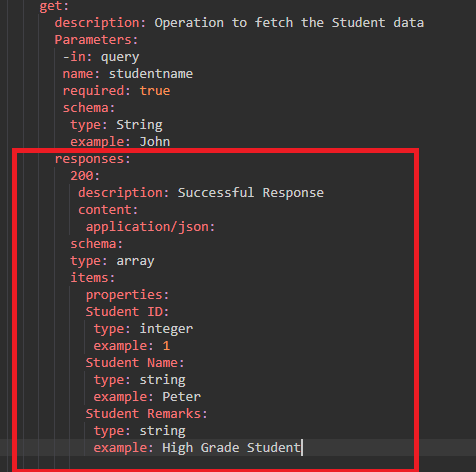 get:
description: Operation to fetch the Student data
Parameters:
-in: query
name: studentname
required: true
schema:
type: String
example: John
responses:
200:
description: Successful Response
content:
application/json:
schema:
type: array
items:
properties:
Student ID:
type: integer
example: 1
Student Name:
type: string
example: Peter
Student Remarks:
type: string
example: High Grade Student